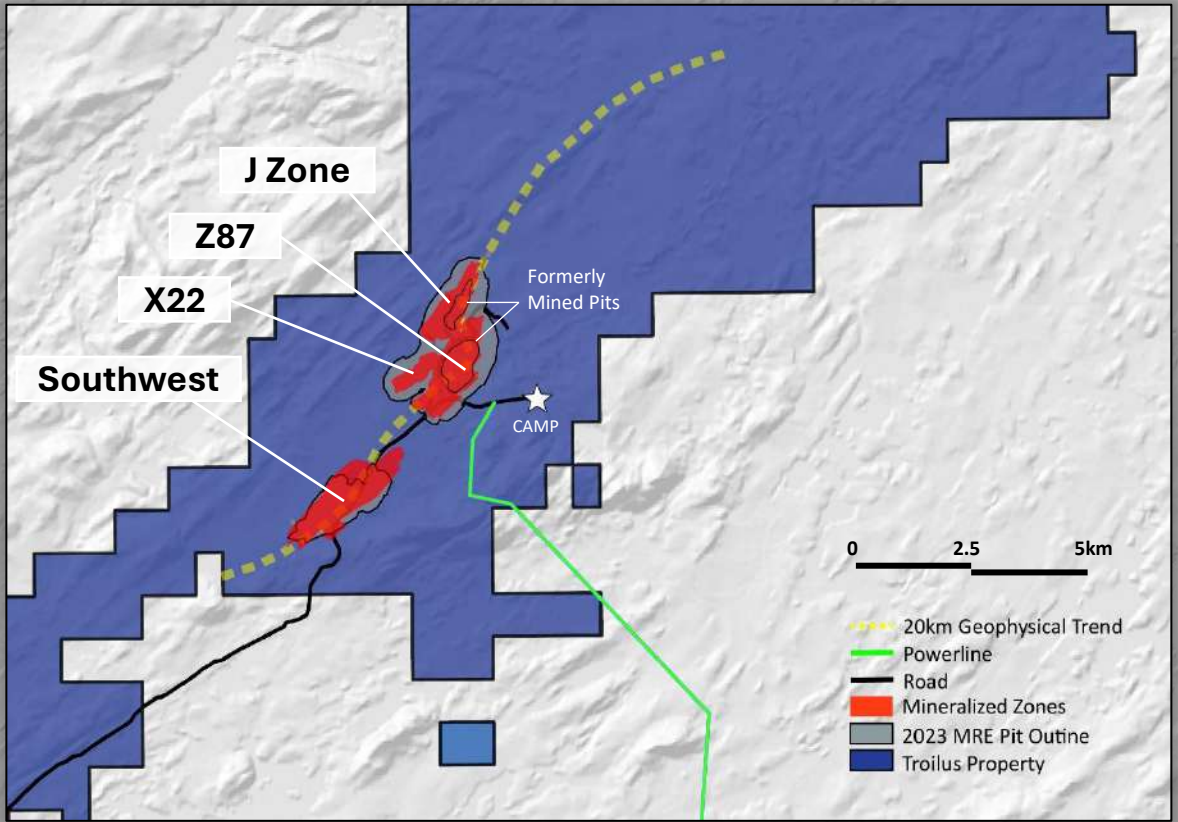 J Zone
Z87
X22
Southwest
Formerly
Mined Pits
CAMP
0 2.5 5km
20km Geophysical Trend
Powerline
Road
Mineralized Zones
2023 MRE Pit Outine
Troilus Property